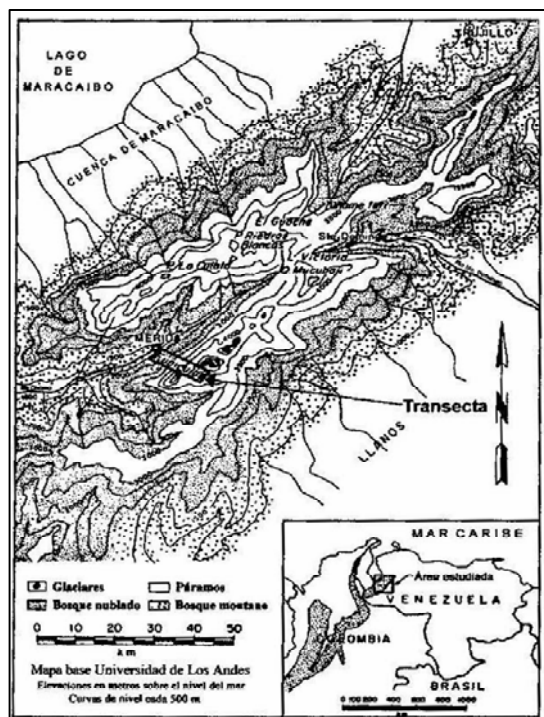 TRUJILLO
LAGO
DE
MARACAIBO
CUENCA DE MARACAIBO
El Guache
Piedras
Blancas
Victoria
Mucubají
La Culata
MÉRIDA
Transecta
N
LLANOS
MAR CARIBE
Área estudiada
VENEZUELA
COLOMBIA
BRASIL
Glaciares
Páramos
Bosque nublado
Bosque montano
0 10 20 30 40 50
km
Mapa base Universidad de Los Andes
Elevaciones en metros sobre el nivel del mar
Curvas de nivel cada 500 m